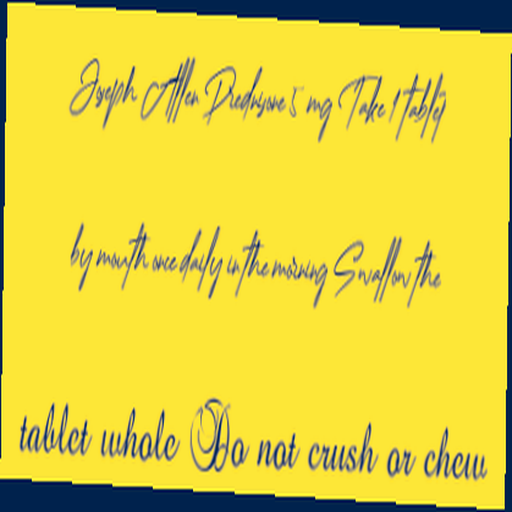 Joseph Allen Prednisone 5 mg Take 1 tablet
by mouth once daily in the morning Swallow the
tablet whole Do not crush or chew